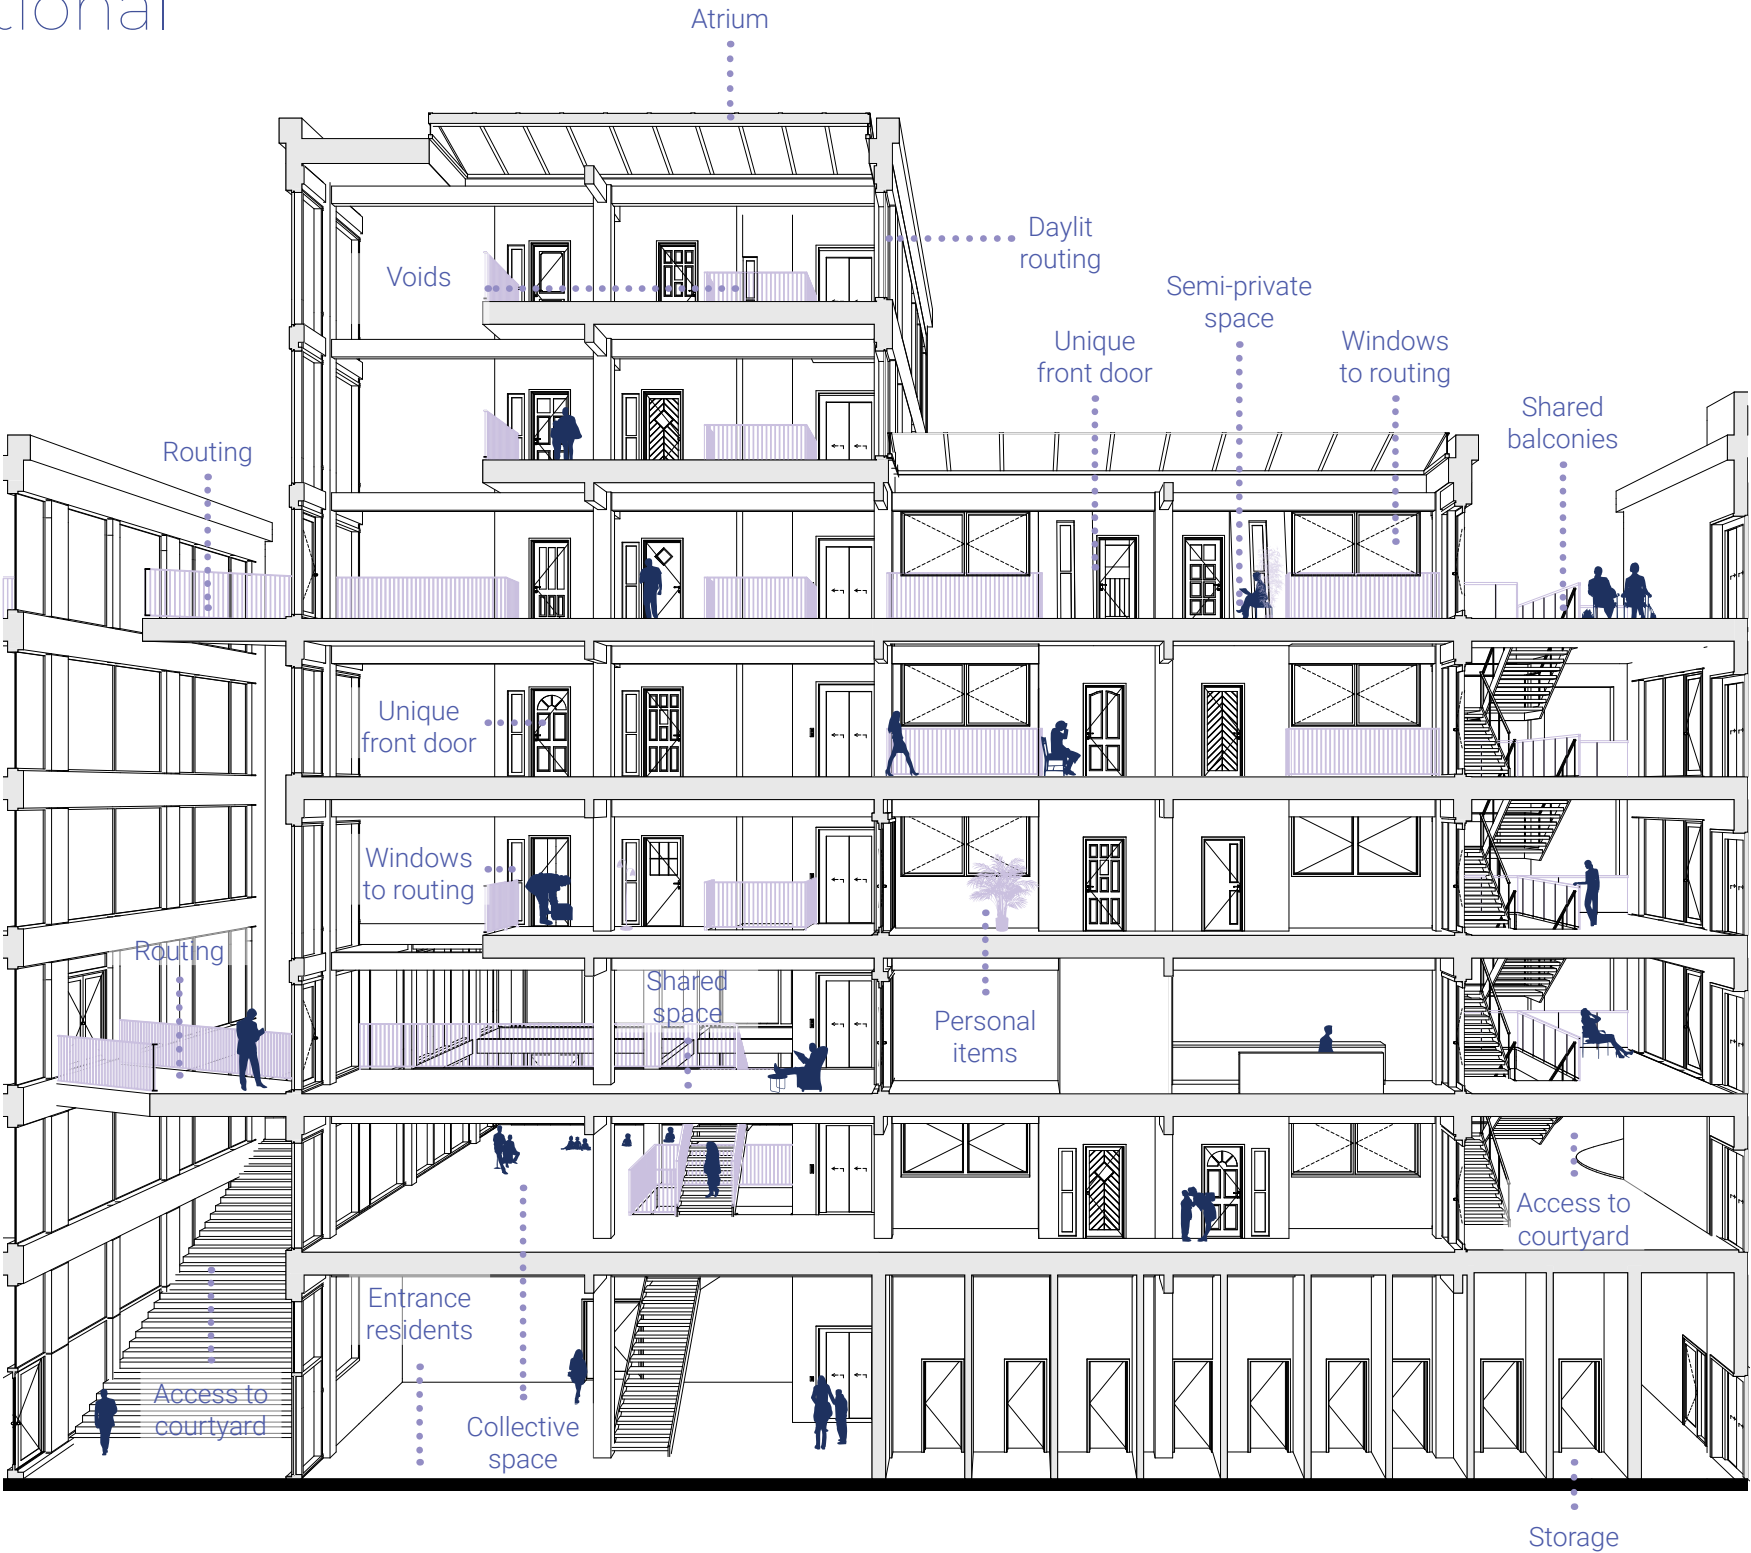 tional
Atrium
Daylit
routing
Voids
Semi-private
space
Unique
front door
Windows
to routing
Shared
balconies
Routing
Unique
front door
Windows
to routing
Routing
Shared
space
Personal
items
Access to
courtyard
Entrance
residents
Access to
courtyard
Collective
space
Storage